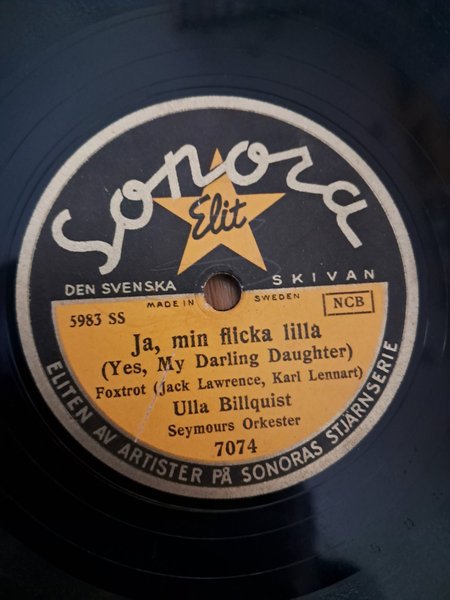 Sonora
Elit
DEN SVENSKA SKIVAN
MADE IN SWEDEN
5983 SS
NCB
Ja, min flicka lilla
(Yes, My Darling Daughter)
Foxtrot (Jack Lawrence, Karl Lennart)
Ulla Billquist
Seymours Orkester
7074
ELITEN AV ARTISTER PÅ SONORAS STJÄRNSERIE